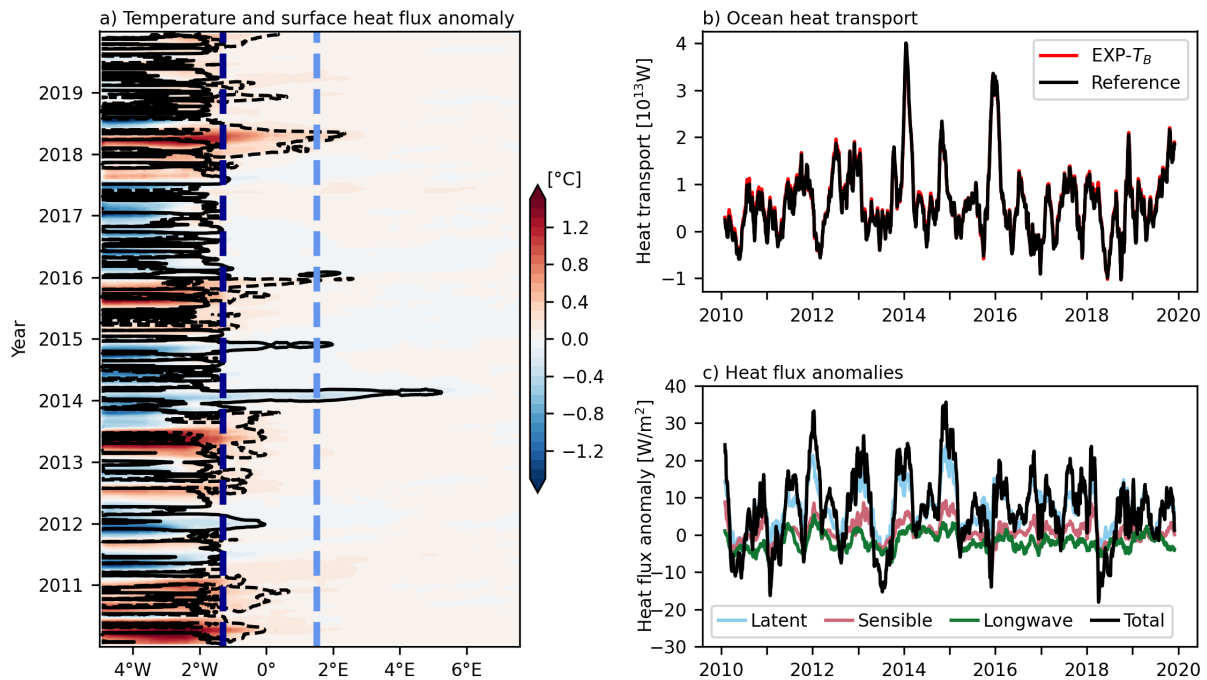 a) Temperature and surface heat flux anomaly
Year
2019
2018
2017
2016
2015
2014
2013
2012
2011
4°W 2°W 0° 2°E 4°E 6°E
[°C]
1.2
0.8
0.4
0.0
−0.4
−0.8
−1.2
b) Ocean heat transport
Heat transport [10¹³W]
4
3
2
1
0
−1
EXP-T_B
Reference
2010 2012 2014 2016 2018 2020
c) Heat flux anomalies
Heat flux anomaly [W/m²]
40
30
20
10
0
−10
−20
−30
Latent Sensible Longwave Total
2010 2012 2014 2016 2018 2020